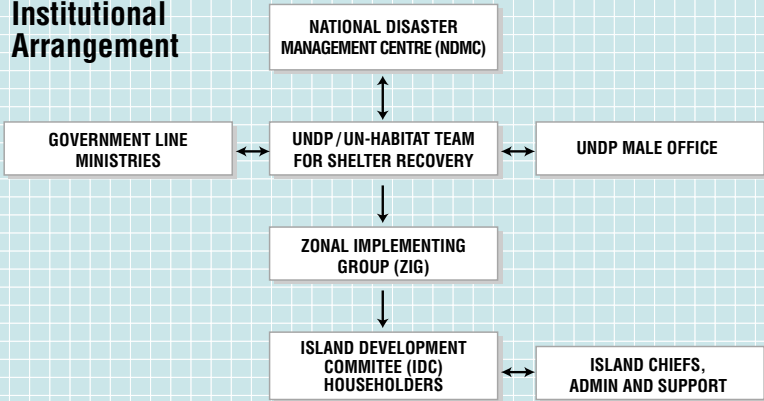 Institutional
Arrangement
NATIONAL DISASTER
MANAGEMENT CENTRE (NDMC)
GOVERNMENT LINE
MINISTRIES
UNDP/UN-HABITAT TEAM
FOR SHELTER RECOVERY
UNDP MALE OFFICE
ZONAL IMPLEMENTING
GROUP (ZIG)
ISLAND DEVELOPMENT
COMMITEE (IDC)
HOUSEHOLDERS
ISLAND CHIEFS,
ADMIN AND SUPPORT